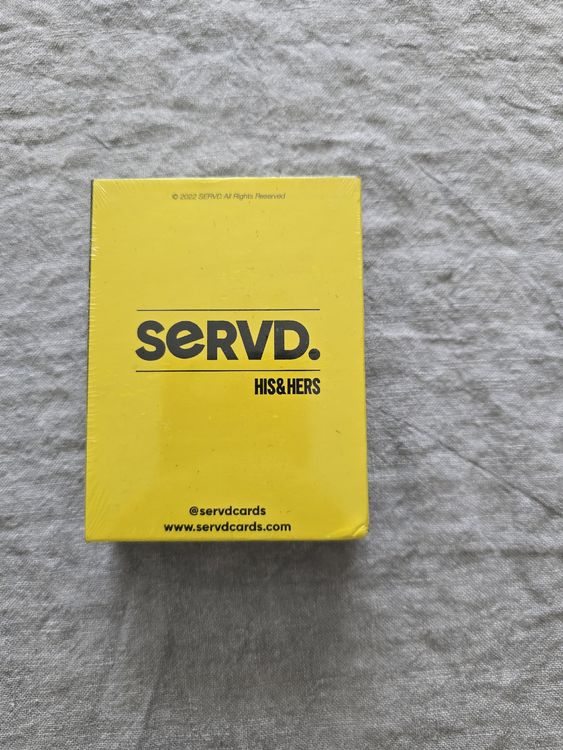 © 2022 SERVD All Rights Reserved
SERVD.
HIS&HERS
@servdcards
www.servdcards.com